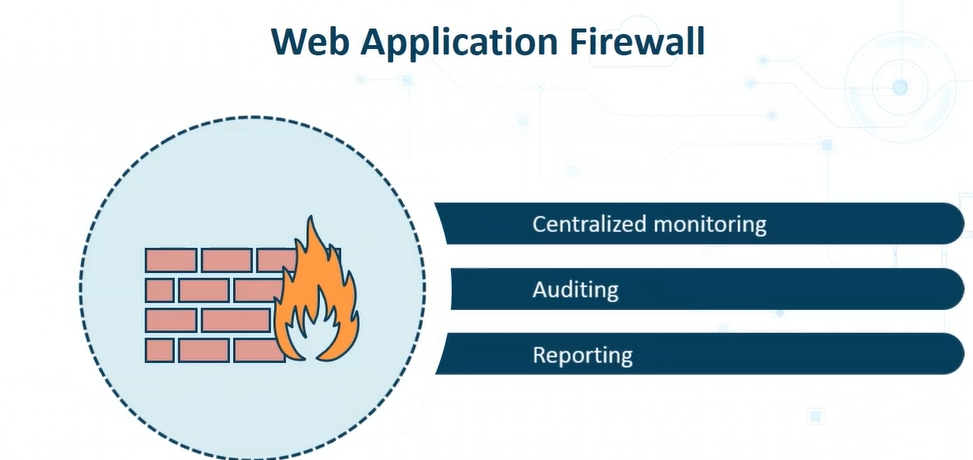 Web Application Firewall
Centralized monitoring
Auditing
Reporting